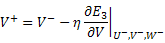 V⁺ = V⁻ − η ∂E₃/∂V |_{U⁻,V⁻,W⁻}